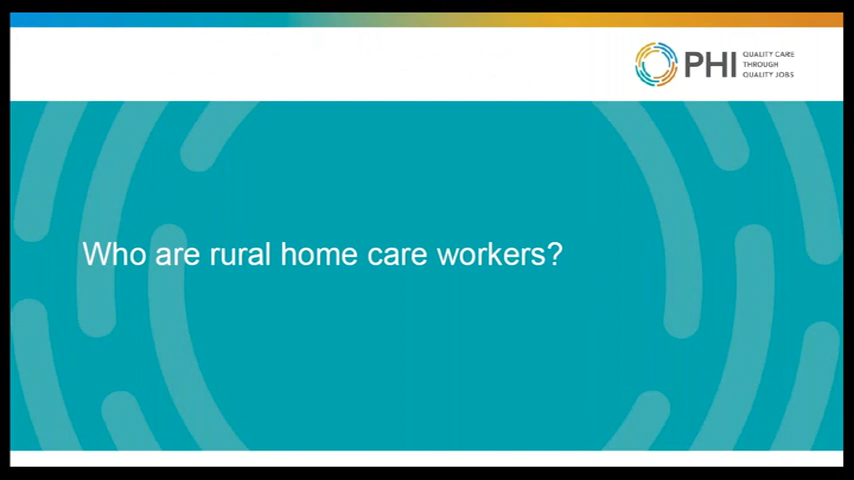 PHI
QUALITY CARE
THROUGH
QUALITY JOBS
Who are rural home care workers?